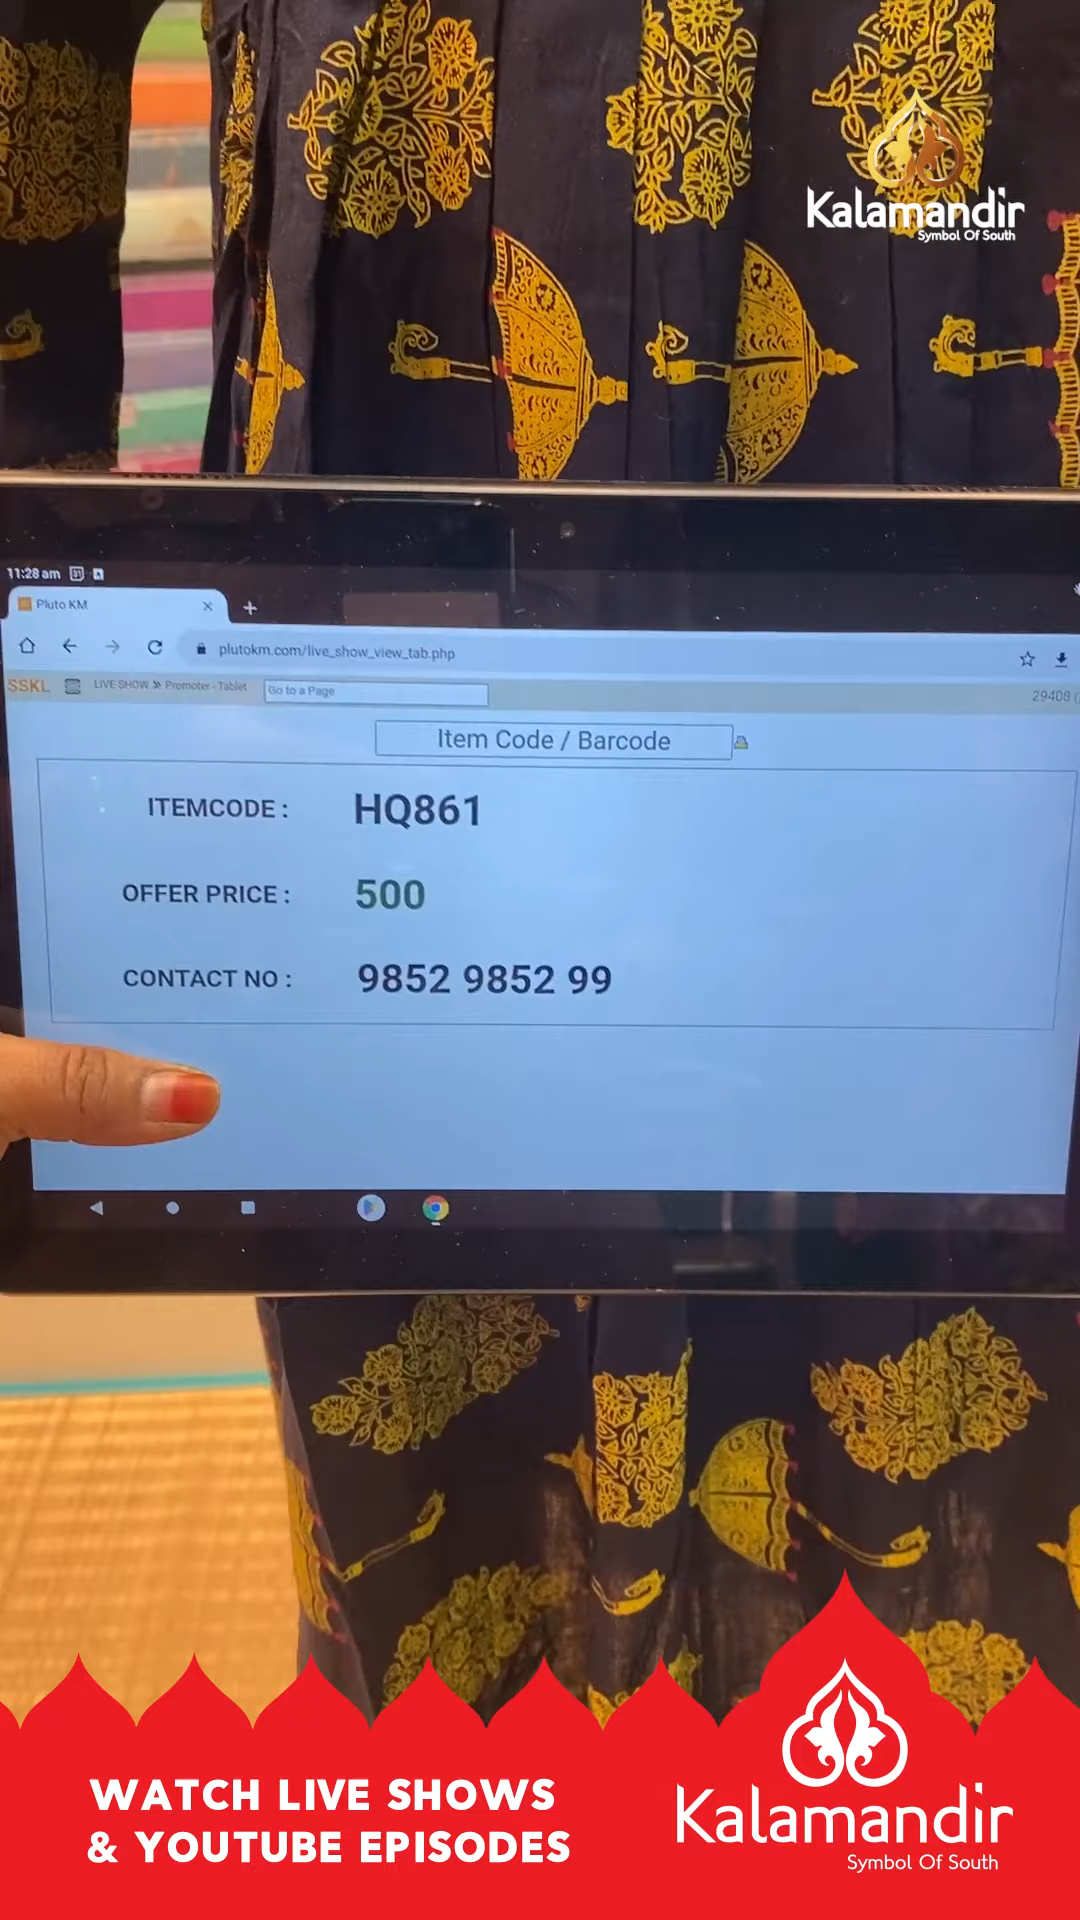 Kalamandir
Symbol Of South
11:28 am 31
Pluto KM
plutokm.com/live_show_view_tab.php
SSKL LIVE SHOW >> Promoter - Tablet Go to a Page 29408
Item Code / Barcode
ITEMCODE : HQ861
OFFER PRICE : 500
CONTACT NO : 9852 9852 99
WATCH LIVE SHOWS
& YOUTUBE EPISODES
Kalamandir
Symbol Of South